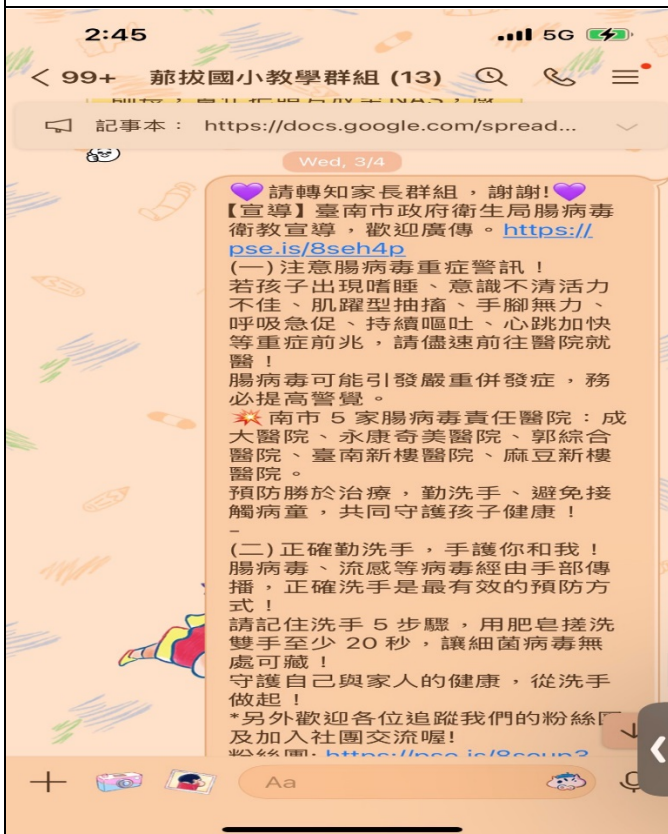 2:45
5G
99+ 蔀拔國小教學群組 (13)
記事本： https://docs.google.com/spread...
Wed, 3/4
💜請轉知家長群組，謝謝!💜
【宣導】臺南市政府衛生局腸病毒
衛教宣導，歡迎廣傳。https://
pse.is/8seh4p
(一)注意腸病毒重症警訊！
若孩子出現嗜睡、意識不清活力
不佳、肌躍型抽搐、手腳無力、
呼吸急促、持續嘔吐、心跳加快
等重症前兆，請儘速前往醫院就
醫！
腸病毒可能引發嚴重併發症，務
必提高警覺。
💥南市 5 家腸病毒責任醫院：成
大醫院、永康奇美醫院、郭綜合
醫院、臺南新樓醫院、麻豆新樓
醫院。
預防勝於治療，勤洗手、避免接
觸病童，共同守護孩子健康！
–
(二)正確勤洗手，手護你和我！
腸病毒、流感等病毒經由手部傳
播，正確洗手是最有效的預防方
式！
請記住洗手 5 步驟，用肥皂搓洗
雙手至少 20 秒，讓細菌病毒無
處可藏！
守護自己與家人的健康，從洗手
做起！
*另外歡迎各位追蹤我們的粉絲
及加入社團交流喔!
粉絲團: https://pse.is/8soup3
Aa